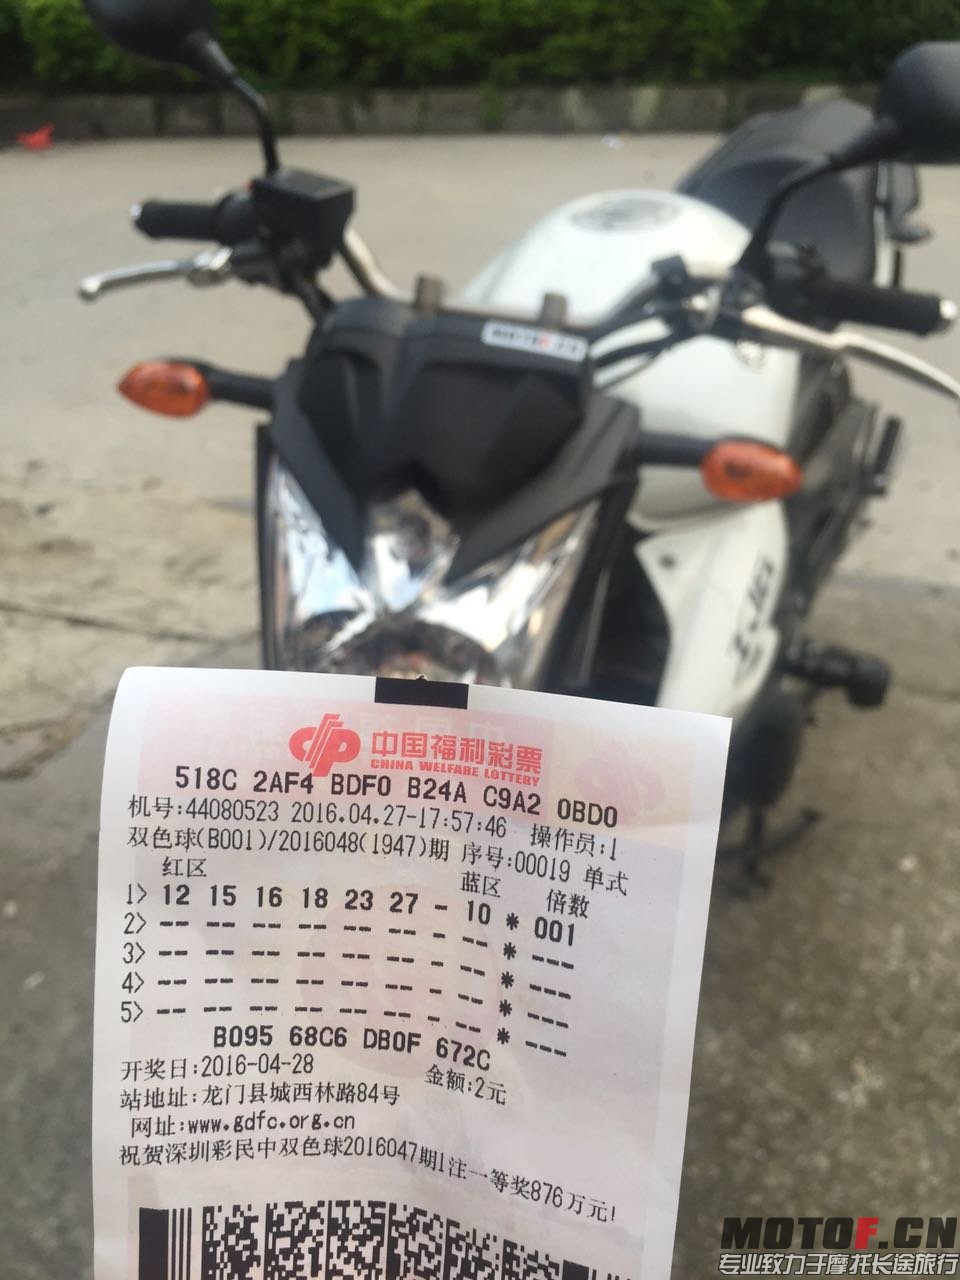 中国福利彩票
CHINA WELFARE LOTTERY
518C 2AF4 BDF0 B24A C9A2 0BD0
机号:44080523 2016.04.27-17:57:46 操作员:1
双色球(B001)/2016048(1947)期 序号:00019 单式
红区 蓝区 倍数
1> 12 15 16 18 23 27 - 10 * 001
2> -- -- -- -- -- -- -- * ---
3> -- -- -- -- -- -- -- * ---
4> -- -- -- -- -- -- -- * ---
5> -- -- -- -- -- -- -- * ---
B095 68C6 DB0F 672C
开奖日:2016-04-28 金额:2元
站地址:龙门县城西林路84号
网址:www.gdfc.org.cn
祝贺深圳彩民中双色球2016047期1注一等奖876万元!
MOTOF.CN
专业致力于摩托长途旅行